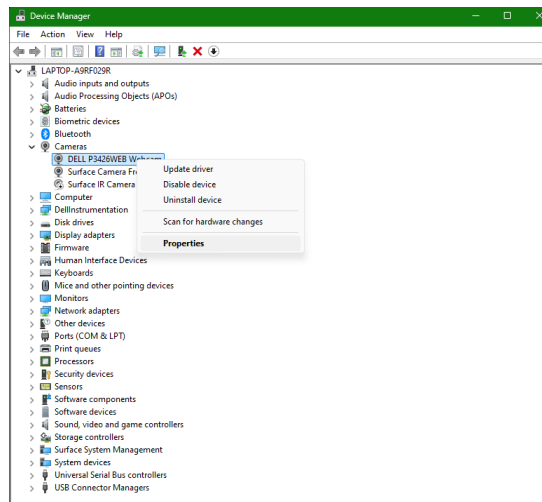 Device Manager
File Action View Help
LAPTOP-A9RF029R
Audio inputs and outputs
Audio Processing Objects (APOs)
Batteries
Biometric devices
Bluetooth
Cameras
DELL P3426WEB Webcam
Surface Camera Fr
Surface IR Camera
Update driver
Disable device
Uninstall device
Scan for hardware changes
Properties
Computer
DellInstrumentation
Disk drives
Display adapters
Firmware
Human Interface Devices
Keyboards
Mice and other pointing devices
Monitors
Network adapters
Other devices
Ports (COM & LPT)
Print queues
Processors
Security devices
Sensors
Software components
Software devices
Sound, video and game controllers
Storage controllers
Surface System Management
System devices
Universal Serial Bus controllers
USB Connector Managers